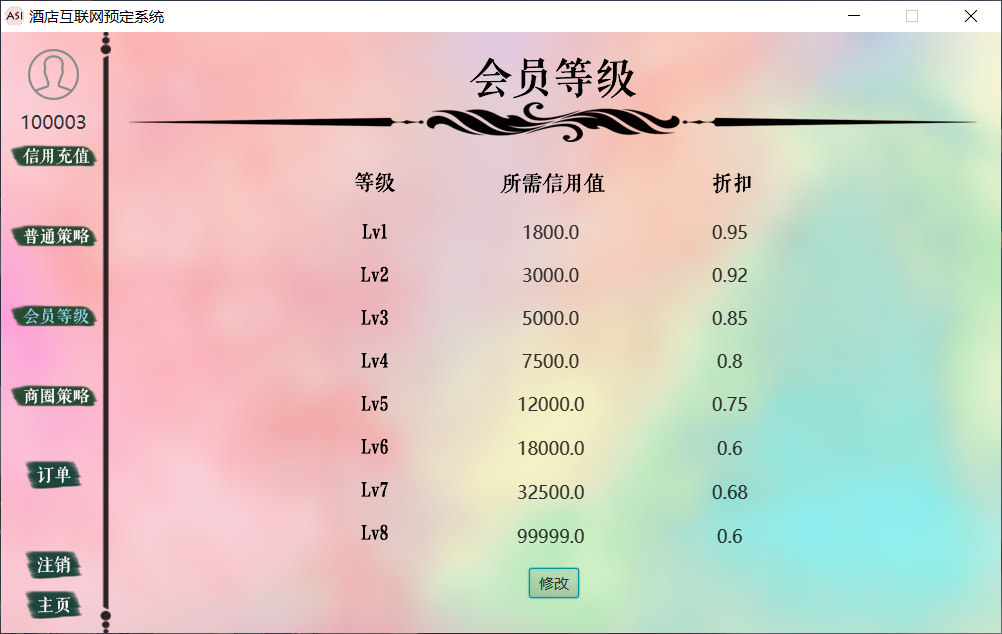 ASI 酒店互联网预定系统
100003
信用充值
普通策略
会员等级
商圈策略
订单
注销
主页
会员等级
等级 所需信用值 折扣
Lv1 1800.0 0.95
Lv2 3000.0 0.92
Lv3 5000.0 0.85
Lv4 7500.0 0.8
Lv5 12000.0 0.75
Lv6 18000.0 0.6
Lv7 32500.0 0.68
Lv8 99999.0 0.6
修改